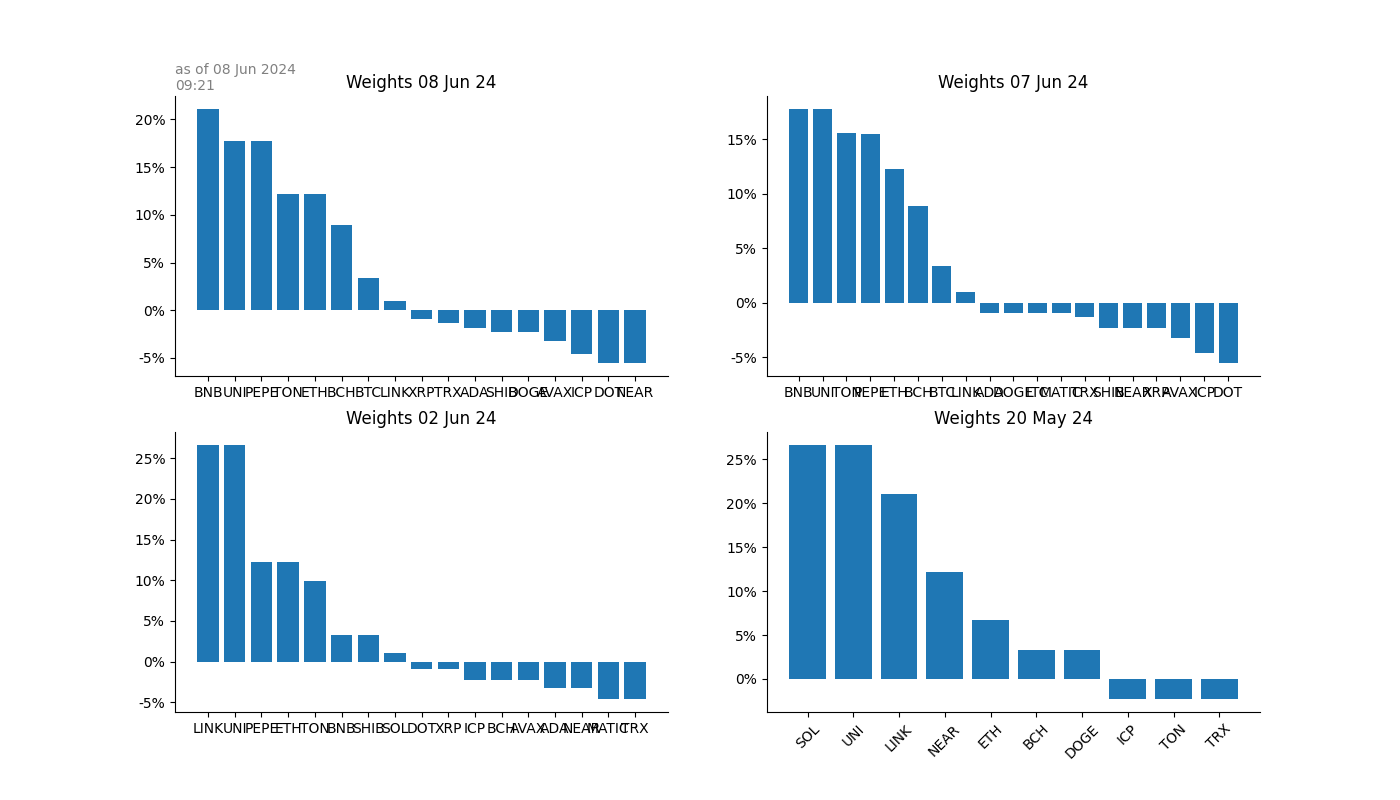 as of 08 Jun 2024
09:21
Weights 08 Jun 24
20%
15%
10%
5%
0%
-5%
BNB UNI PEPE TON ETH BCH BTC LINK XRP TRX ADA SHIB DOGE AVAX ICP DOT NEAR
Weights 07 Jun 24
15%
10%
5%
0%
-5%
BNB UNI TON PEPE ETH BCH BTC LINK ADA DOGE ETC MATIC TRX SHIB NEAR XRP AVAX ICP DOT
Weights 02 Jun 24
25%
20%
15%
10%
5%
0%
-5%
LINK UNI PEPE ETH TON BNB SHIB SOL DOT XRP ICP BCH AVAX ADA NEAR MATIC TRX
Weights 20 May 24
25%
20%
15%
10%
5%
0%
SOL UNI LINK NEAR ETH BCH DOGE ICP TON TRX